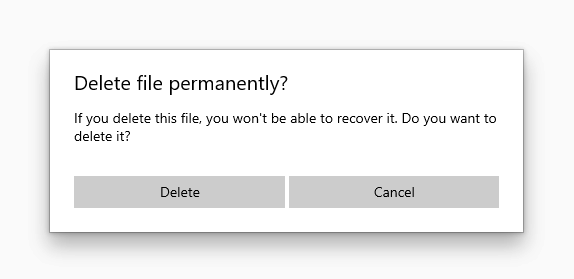 Delete file permanently?
If you delete this file, you won't be able to recover it. Do you want to
delete it?
Delete
Cancel